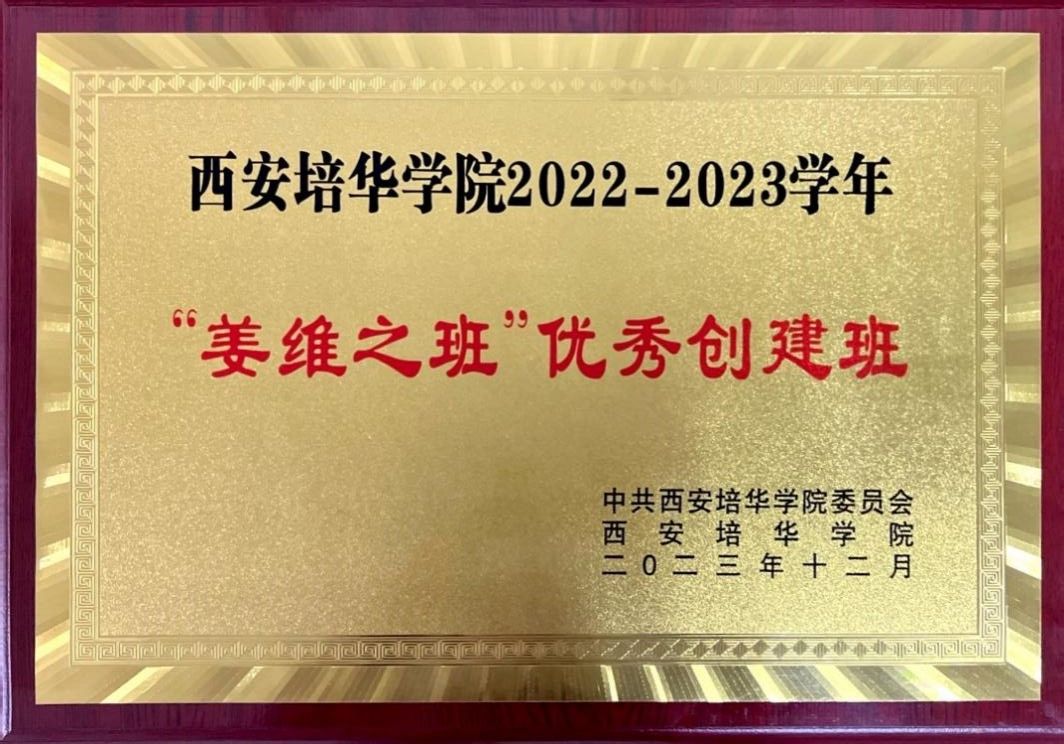 西安培华学院2022-2023学年
“姜维之班”优秀创建班
中共西安培华学院委员会
西安培华学院
二〇二三年十二月